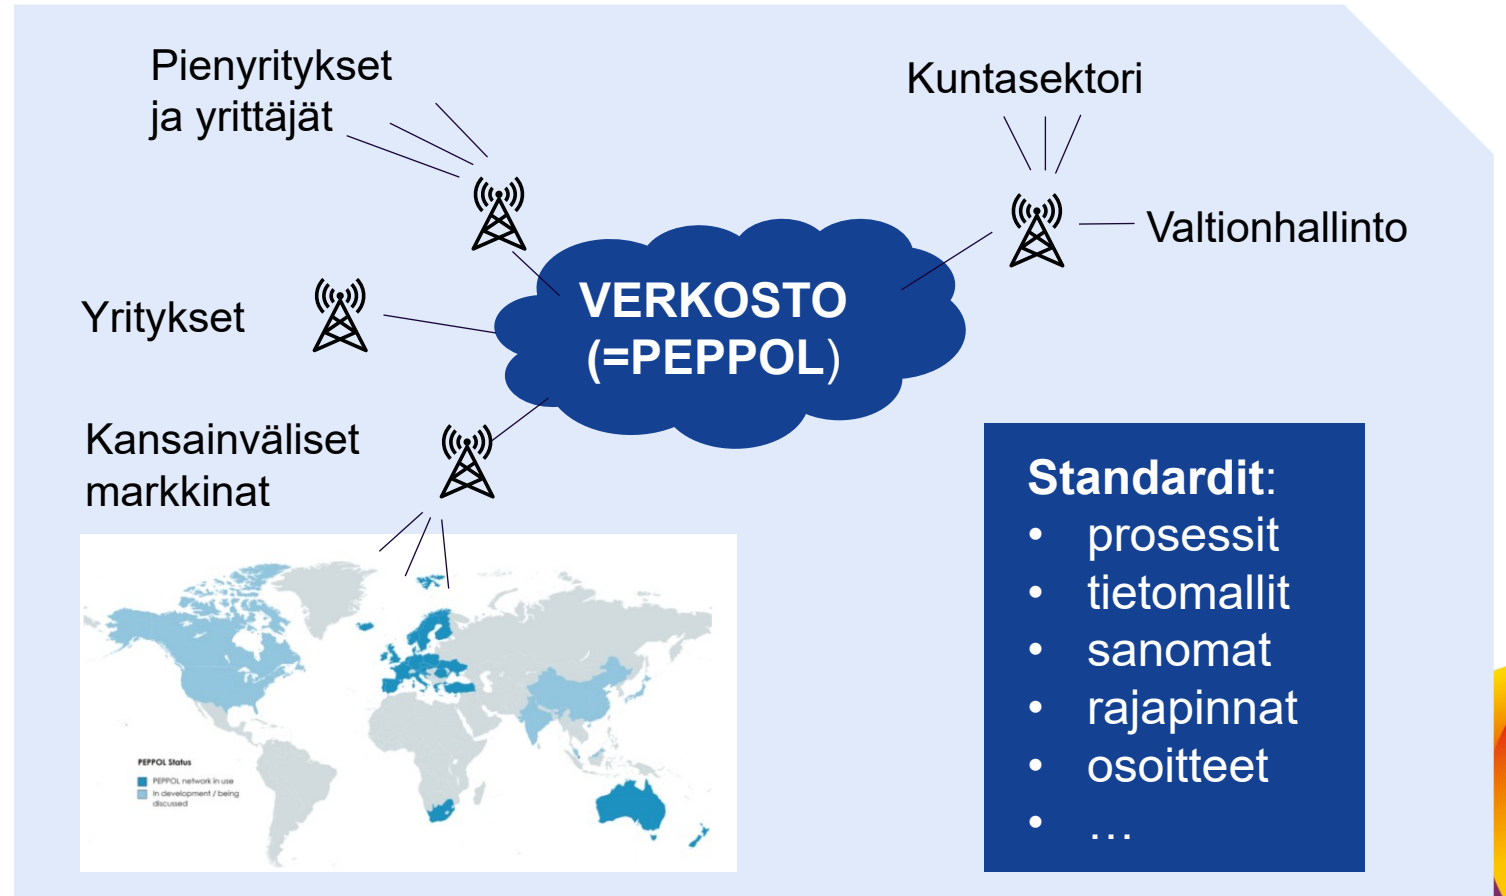 Pienyritykset
ja yrittäjät
Kuntasektori
Valtionhallinto
VERKOSTO
(=PEPPOL)
Yritykset
Kansainväliset
markkinat
PEPPOL Status
PEPPOL network in use
In development / being
discussed
Standardit:
• prosessit
• tietomallit
• sanomat
• rajapinnat
• osoitteet
• …